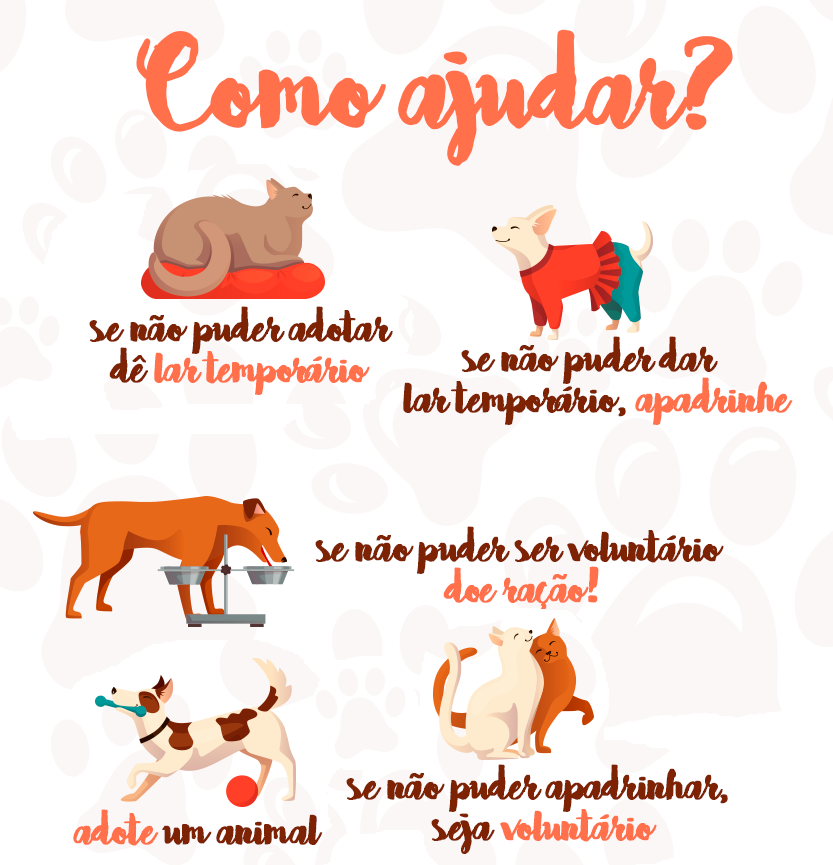 Como ajudar?
se não puder adotar
dê lar temporário
se não puder dar
lar temporário, apadrinhe
se não puder ser voluntário
doe ração!
adote um animal
se não puder apadrinhar,
seja voluntário